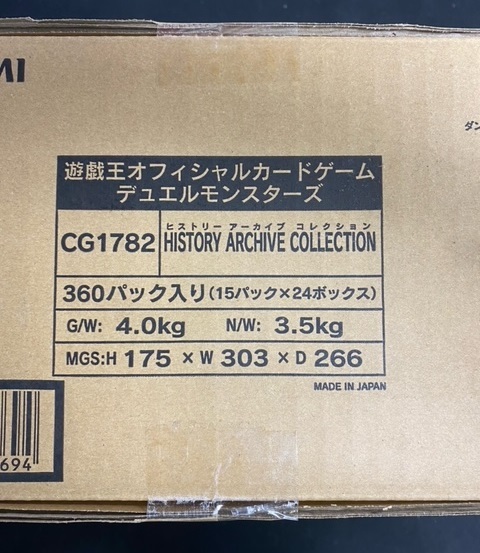 MI
ダン
遊戯王オフィシャルカードゲーム
デュエルモンスターズ
CG1782
ヒストリー アーカイブ コレクション
HISTORY ARCHIVE COLLECTION
360パック入り(15パック×24ボックス)
G/W: 4.0kg N/W: 3.5kg
MGS:H 175 × W 303 × D 266
MADE IN JAPAN
694